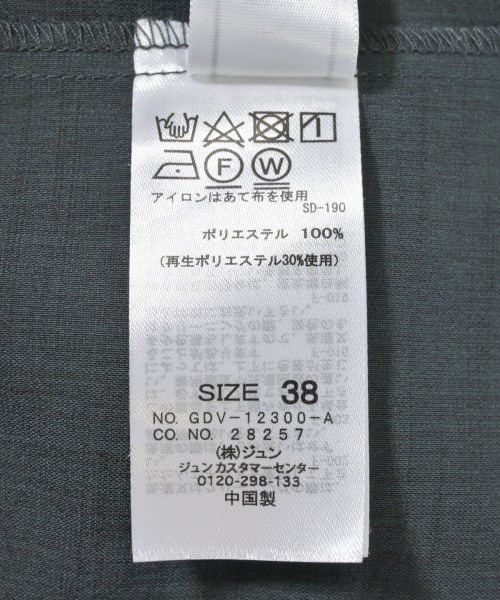 F W
アイロンはあて布を使用
SD-190
ポリエステル 100%
(再生ポリエステル30%使用)
SIZE 38
NO. GDV-12300-A
CO. NO. 28257
(株)ジュン
ジュン カスタマーセンター
0120-298-133
中国製